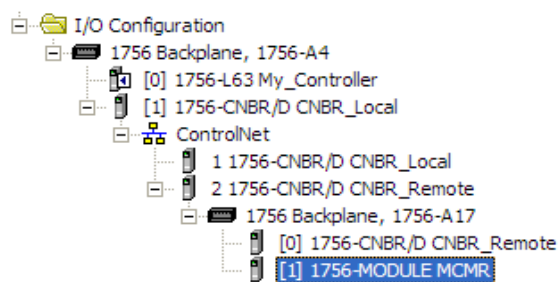 I/O Configuration
1756 Backplane, 1756-A4
[0] 1756-L63 My_Controller
[1] 1756-CNBR/D CNBR_Local
ControlNet
1 1756-CNBR/D CNBR_Local
2 1756-CNBR/D CNBR_Remote
1756 Backplane, 1756-A17
[0] 1756-CNBR/D CNBR_Remote
[1] 1756-MODULE MCMR